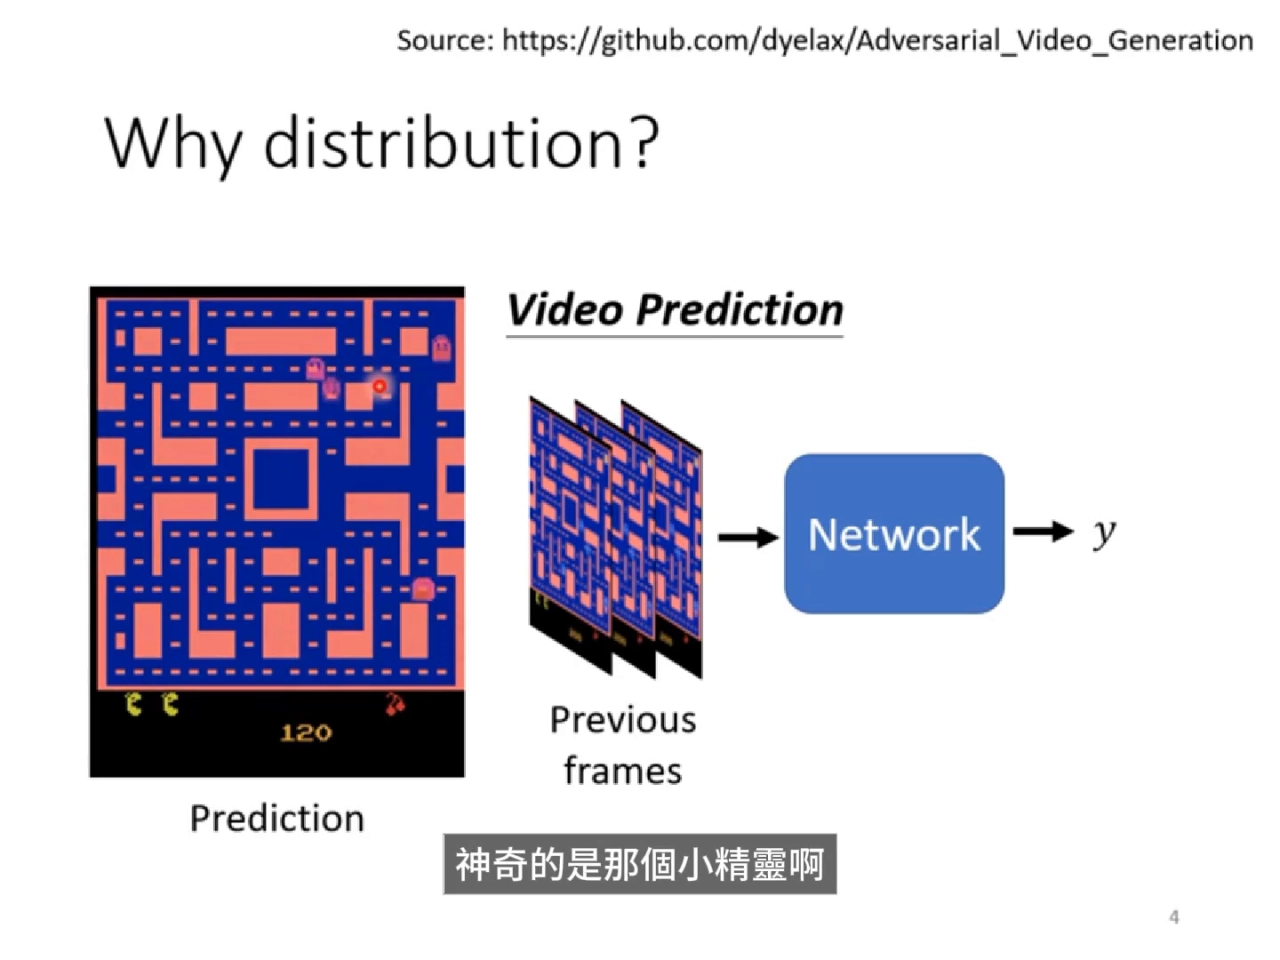 Source: https://github.com/dyelax/Adversarial_Video_Generation
Why distribution?
Video Prediction
Network
y
120
Previous
frames
Prediction
神奇的是那個小精靈啊
4